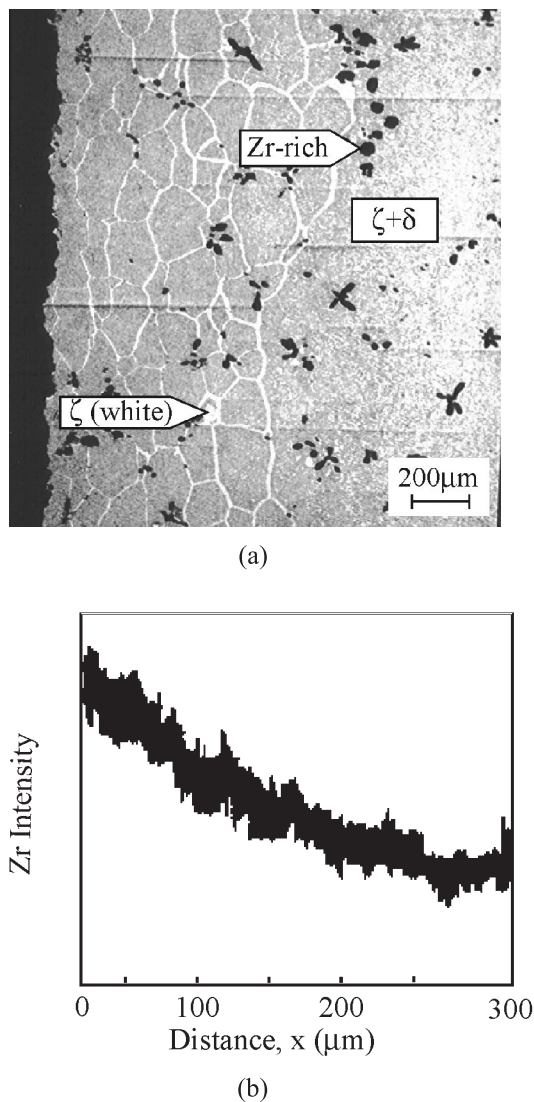 Zr-rich
ζ+δ
ζ (white)
200μm
(a)
Zr Intensity
0 100 200 300
Distance, x (μm)
(b)